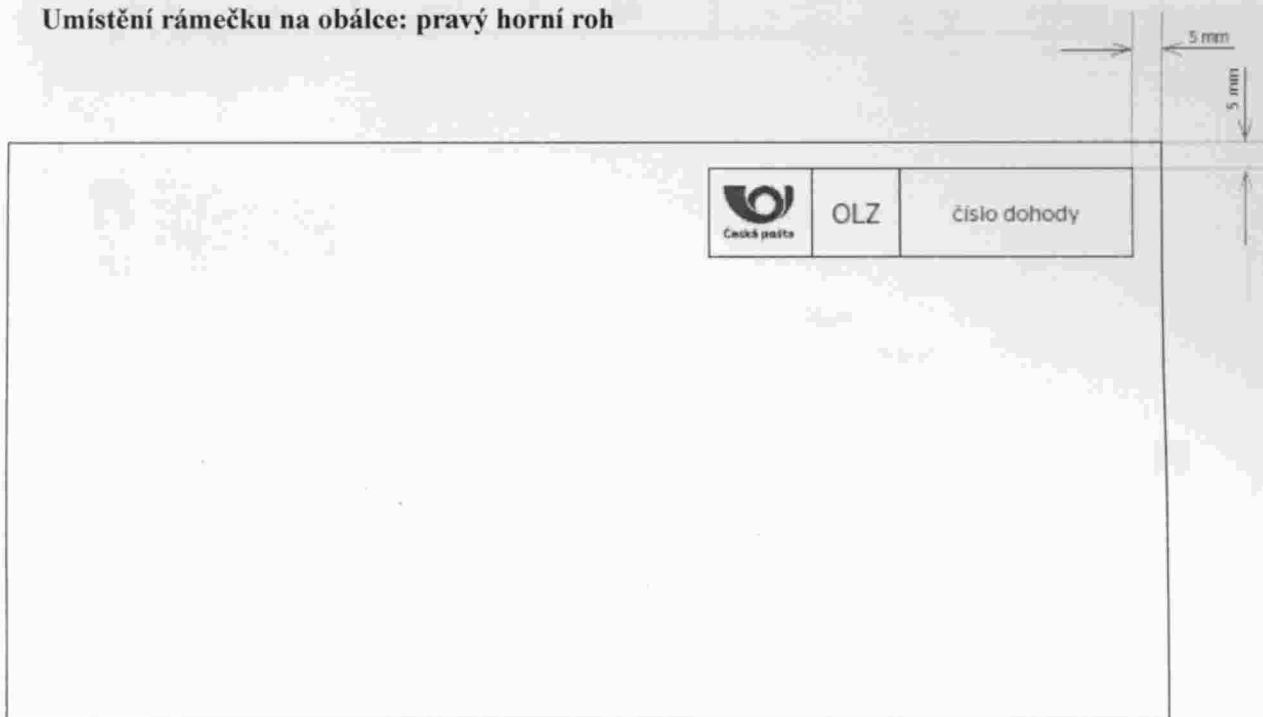 Umístění rámečku na obálce: pravý horní roh
5 mm
5 mm
Česká pošta
OLZ
číslo dohody